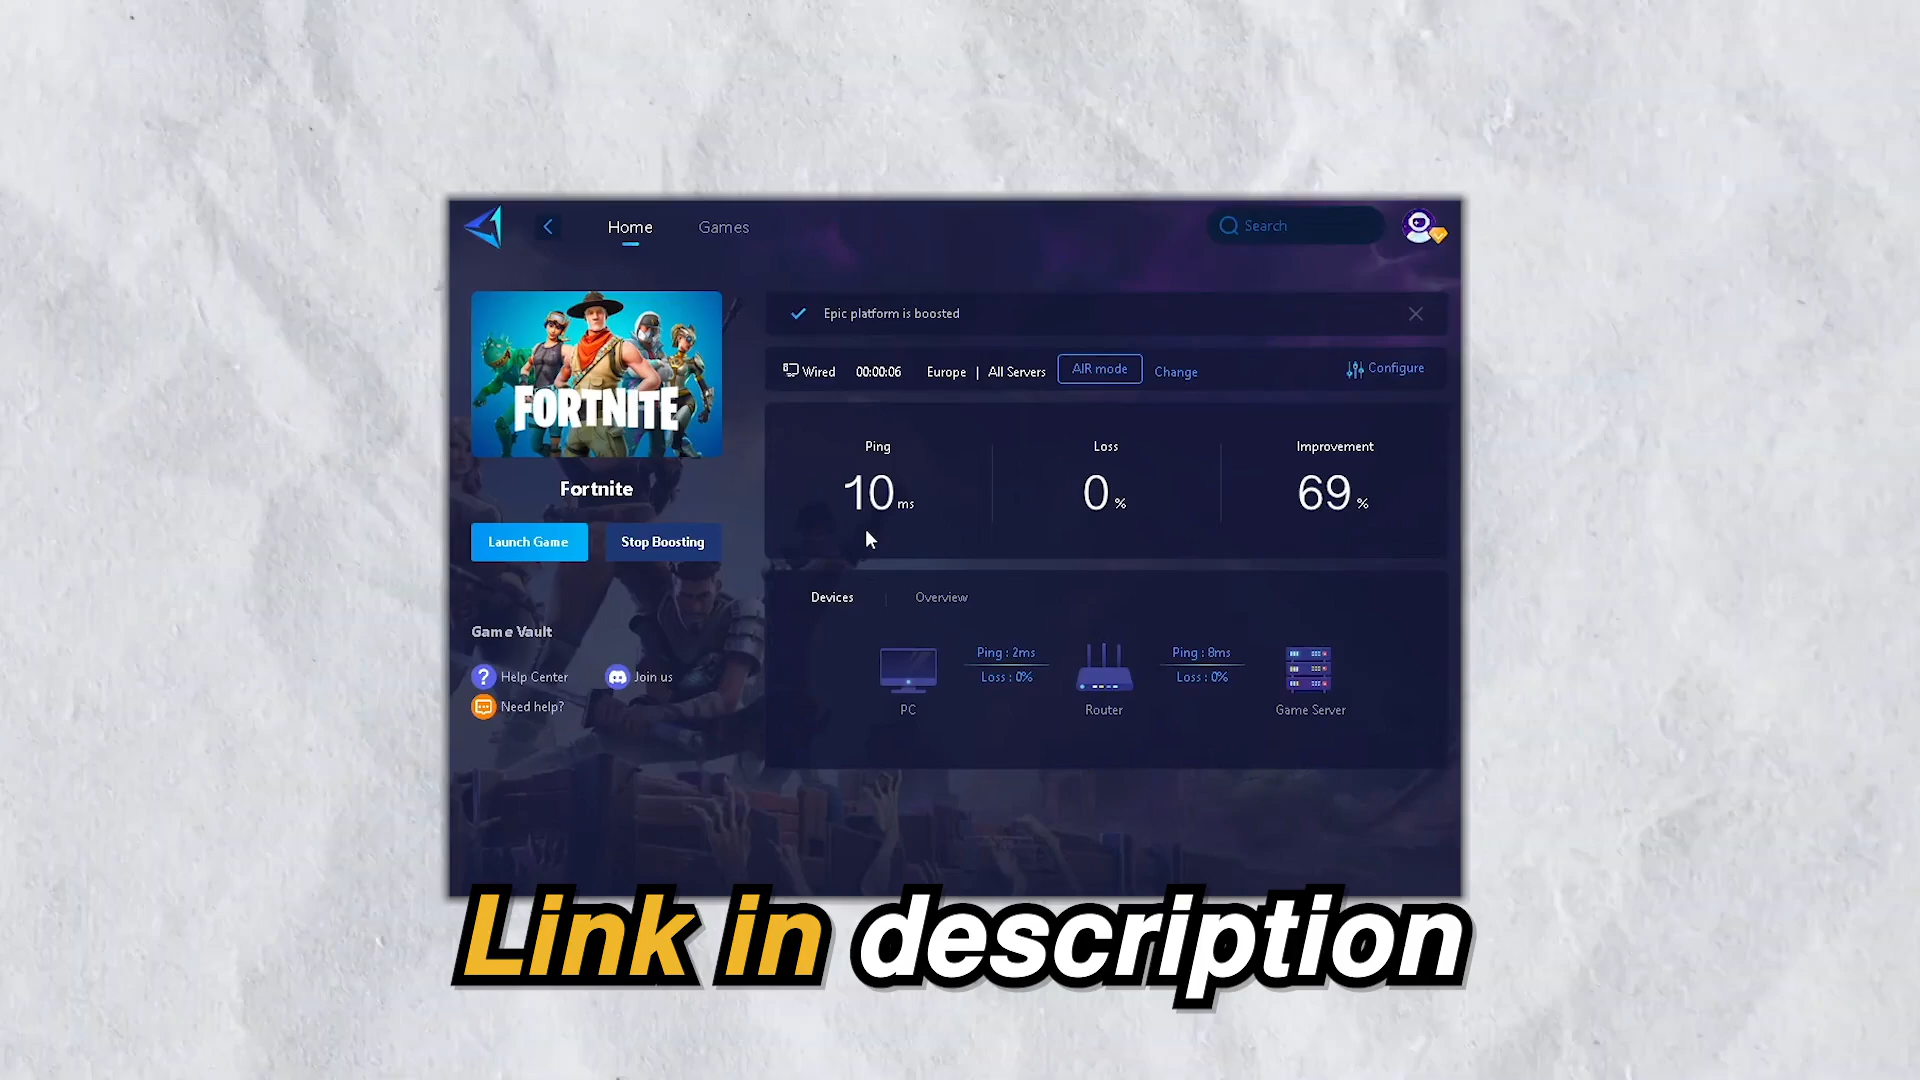 Home
Games
Search
FORTNITE
Fortnite
Launch Game
Stop Boosting
Game Vault
Help Center
Join us
Need help?
Epic platform is boosted
Wired 00:00:06 Europe | All Servers AIR mode Change Configure
Ping
10 ms
Loss
0 %
Improvement
69 %
Devices
Overview
Ping : 2ms
Loss : 0%
Ping : 8ms
Loss : 0%
PC
Router
Game Server
Link in description